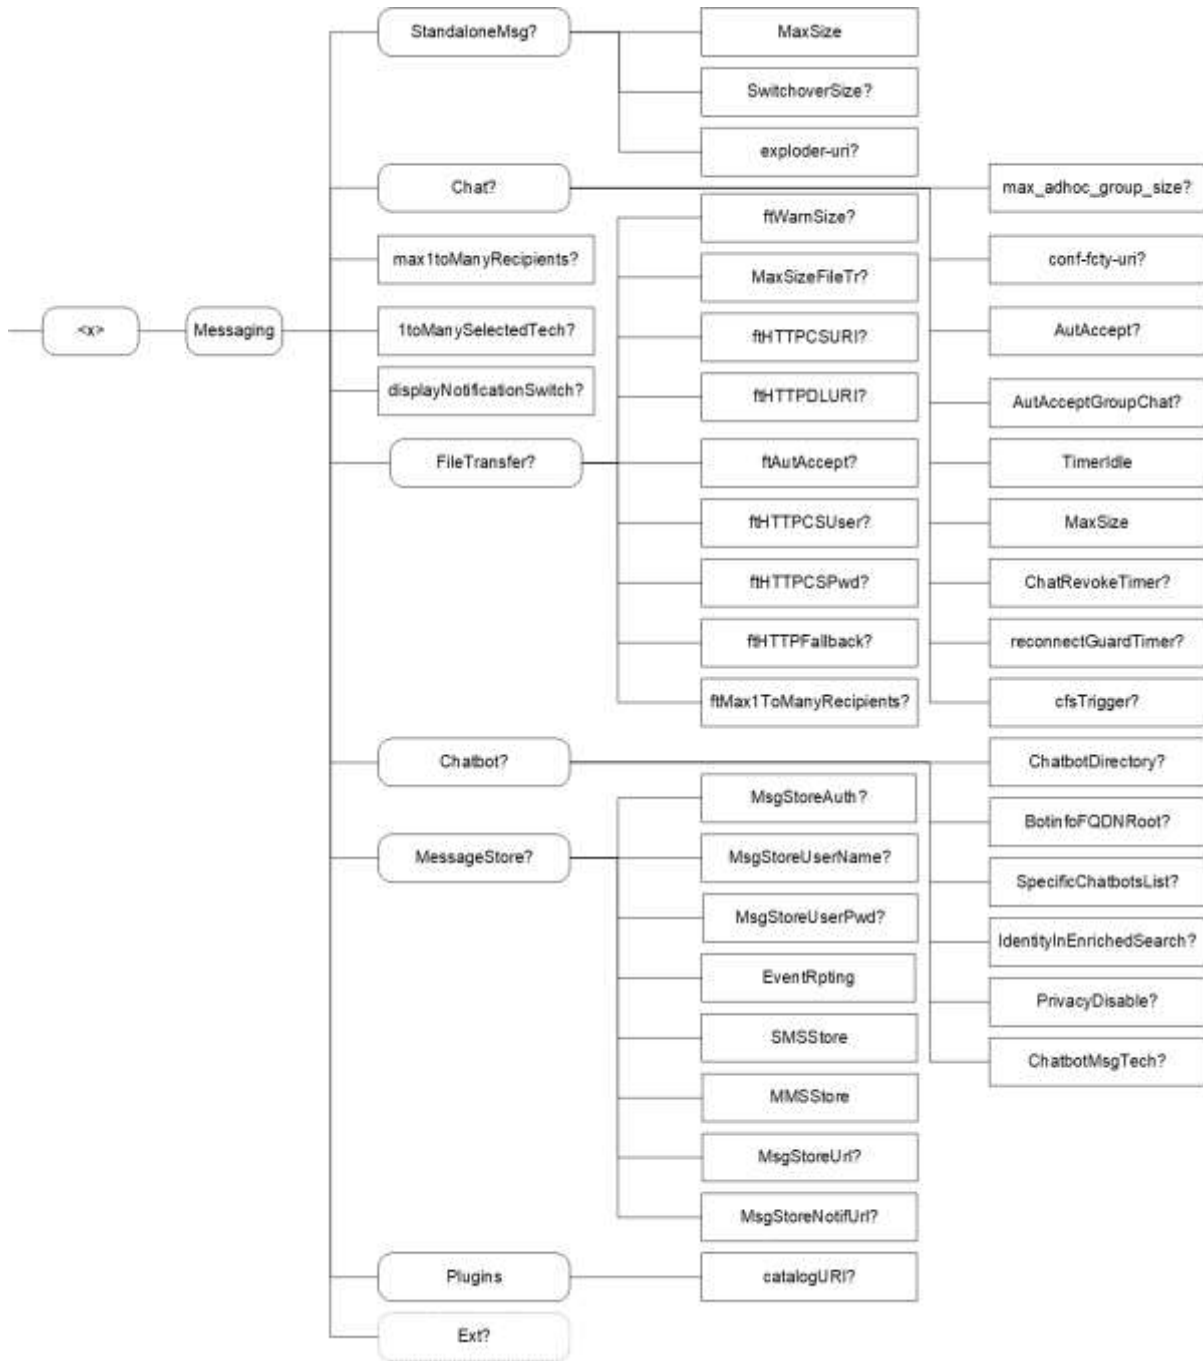 StandaloneMsg?
MaxSize
SwitchoverSize?
exploder-uri?
Chat?
max_adhoc_group_size?
ftWarnSize?
max1toManyRecipients?
conf-fcty-uri?
MaxSizeFileTr?
<x>
Messaging
1toManySelectedTech?
ftHTTPCSURI?
AutAccept?
displayNotificationSwitch?
ftHTTPDLURI?
AutAcceptGroupChat?
FileTransfer?
ftAutAccept?
TimerIdle
ftHTTPCSUser?
MaxSize
ftHTTPCSPwd?
ChatRevokeTimer?
ftHTTPFallback?
reconnectGuardTimer?
ftMax1ToManyRecipients?
cfsTrigger?
Chatbot?
ChatbotDirectory?
MsgStoreAuth?
BotinfoFQDNRoot?
MessageStore?
MsgStoreUserName?
SpecificChatbotsList?
MsgStoreUserPwd?
IdentityInEnrichedSearch?
EventRpting
PrivacyDisable?
SMSStore
ChatbotMsgTech?
MMSStore
MsgStoreUrl?
MsgStoreNotifUrl?
Plugins
catalogURI?
Ext?